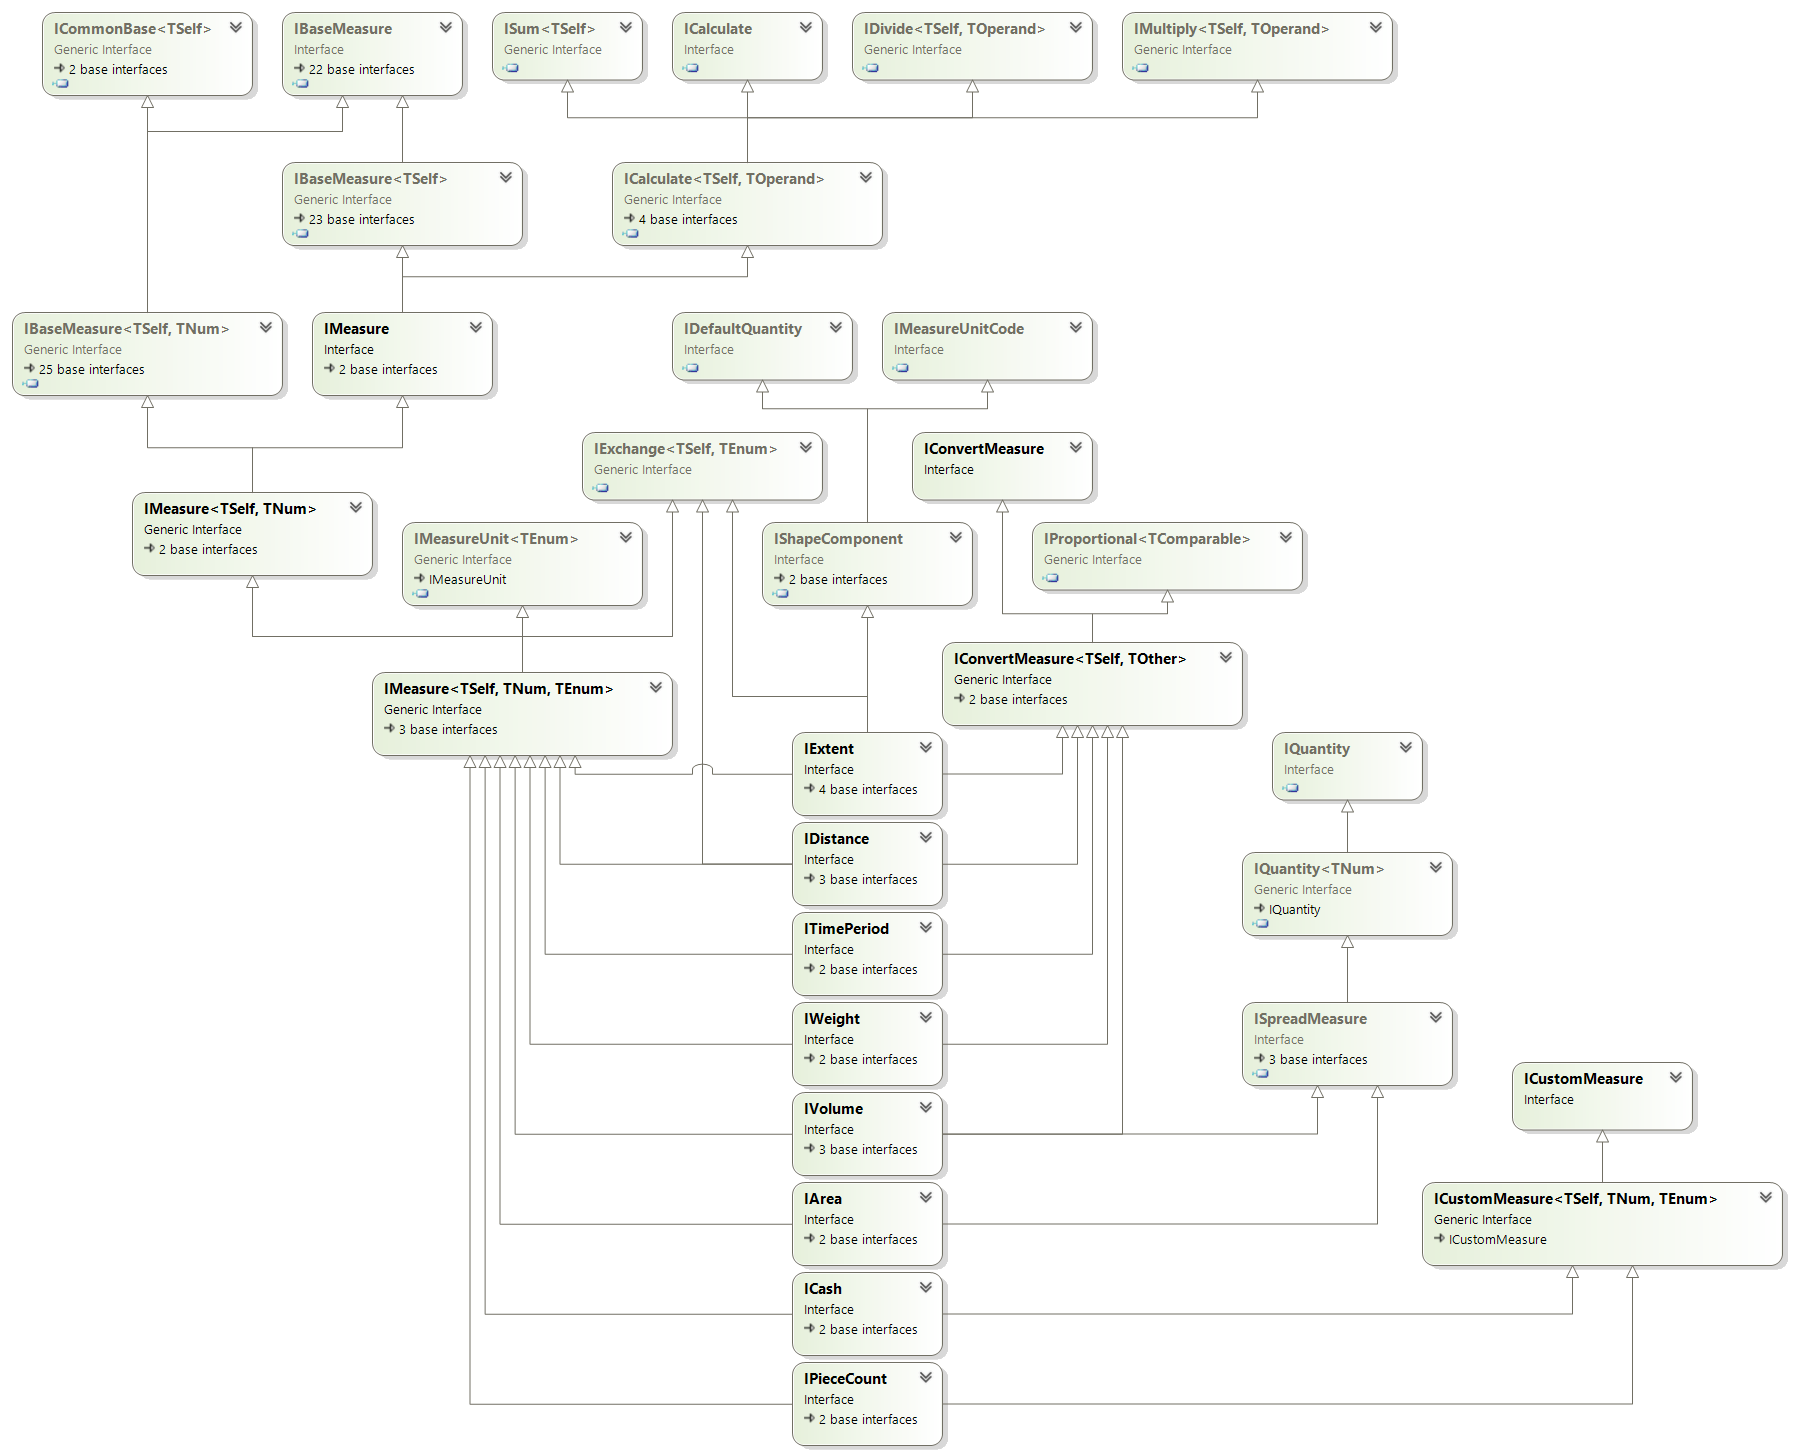 ICommonBase<TSelf>
Generic Interface
2 base interfaces
IBaseMeasure
Interface
22 base interfaces
ISum<TSelf>
Generic Interface
ICalculate
Interface
IDivide<TSelf, TOperand>
Generic Interface
IMultiply<TSelf, TOperand>
Generic Interface
IBaseMeasure<TSelf>
Generic Interface
23 base interfaces
ICalculate<TSelf, TOperand>
Generic Interface
4 base interfaces
IBaseMeasure<TSelf, TNum>
Generic Interface
25 base interfaces
IMeasure
Interface
2 base interfaces
IDefaultQuantity
Interface
IMeasureUnitCode
Interface
IExchange<TSelf, TEnum>
Generic Interface
IConvertMeasure
Interface
IMeasure<TSelf, TNum>
Generic Interface
2 base interfaces
IMeasureUnit<TEnum>
Generic Interface
IMeasureUnit
IShapeComponent
Interface
2 base interfaces
IProportional<TComparable>
Generic Interface
IMeasure<TSelf, TNum, TEnum>
Generic Interface
3 base interfaces
IConvertMeasure<TSelf, TOther>
Generic Interface
2 base interfaces
IExtent
Interface
4 base interfaces
IQuantity
Interface
IDistance
Interface
3 base interfaces
IQuantity<TNum>
Generic Interface
IQuantity
ITimePeriod
Interface
2 base interfaces
IWeight
Interface
2 base interfaces
ISpreadMeasure
Interface
3 base interfaces
ICustomMeasure
Interface
IVolume
Interface
3 base interfaces
IArea
Interface
2 base interfaces
ICustomMeasure<TSelf, TNum, TEnum>
Generic Interface
ICustomMeasure
ICash
Interface
2 base interfaces
IPieceCount
Interface
2 base interfaces